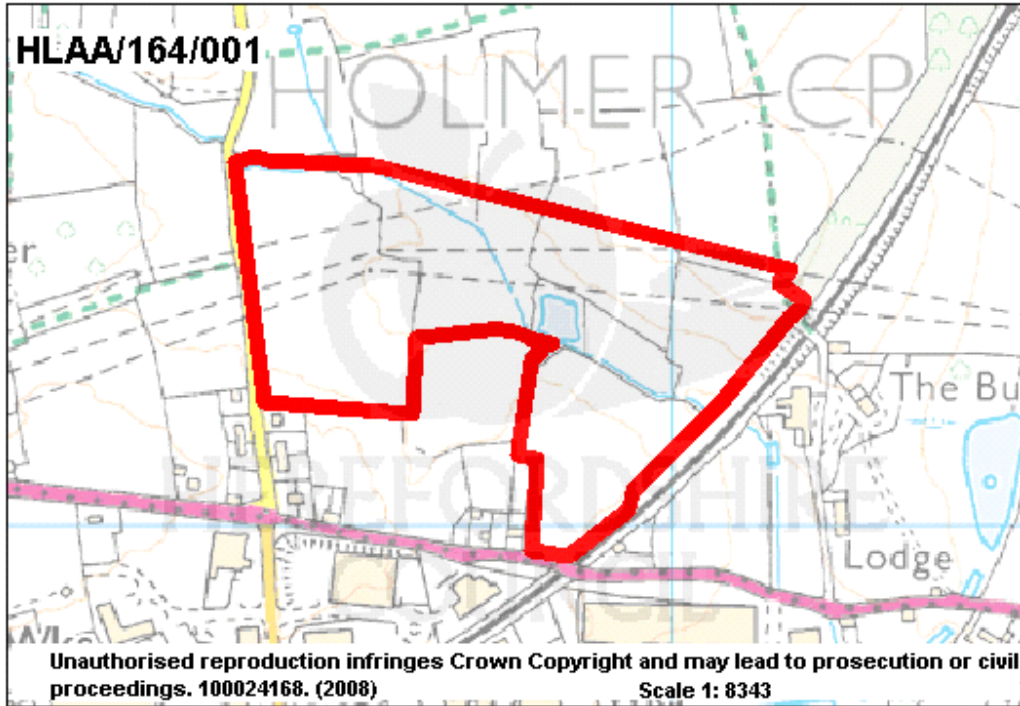 HLAA/164/001
HOLMER CP
The Bu
HEREFORDSHIRE
Lodge
Unauthorised reproduction infringes Crown Copyright and may lead to prosecution or civil
proceedings. 100024168. (2008) Scale 1: 8343